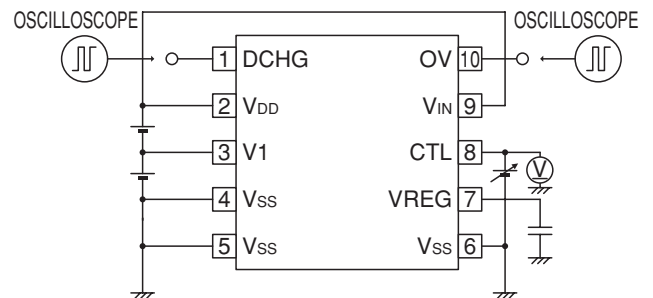 OSCILLOSCOPE
OSCILLOSCOPE
1 DCHG OV 10
2 VDD VIN 9
3 V1 CTL 8
V
4 VSS VREG 7
5 VSS VSS 6